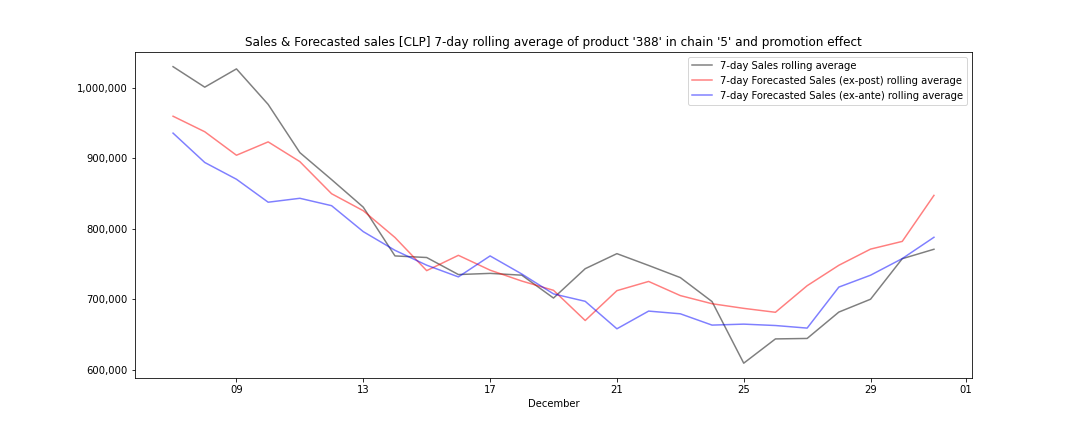 Sales & Forecasted sales [CLP] 7-day rolling average of product '388' in chain '5' and promotion effect
7-day Sales rolling average
7-day Forecasted Sales (ex-post) rolling average
7-day Forecasted Sales (ex-ante) rolling average
1,000,000
900,000
800,000
700,000
600,000
09 13 17 21 25 29 01
December